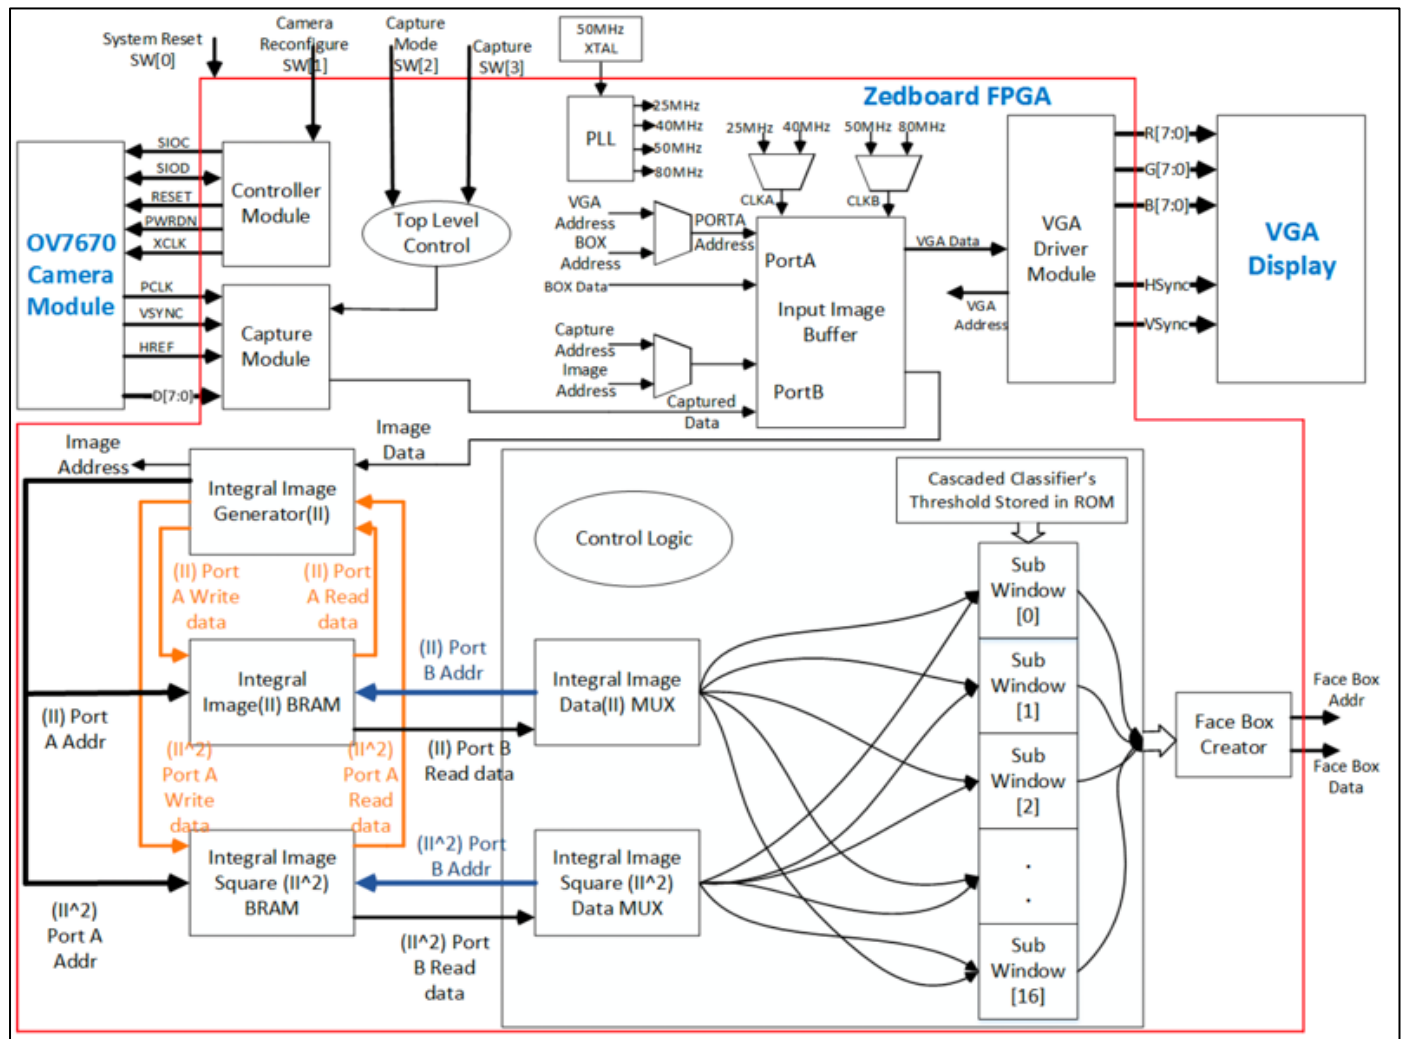 System Reset
SW[0]
Camera
Reconfigure
SW[1]
Capture
Mode
SW[2]
Capture
SW[3]
50MHz
XTAL
Zedboard FPGA
PLL
25MHz
40MHz
50MHz
80MHz
25MHz
40MHz
50MHz
80MHz
CLKA
CLKB
OV7670
Camera
Module
SIOC
SIOD
RESET
PWRDN
XCLK
PCLK
VSYNC
HREF
D[7:0]
Controller
Module
Capture
Module
Top Level
Control
VGA
Address
BOX
Address
PORTA
Address
BOX Data
Capture
Address
Image
Address
Captured
Data
PortA
Input Image
Buffer
PortB
VGA Data
VGA
Address
VGA
Driver
Module
R[7:0]
G[7:0]
B[7:0]
HSync
VSync
VGA
Display
Image
Address
Image
Data
Integral Image
Generator(II)
(II) Port
A Write
data
(II) Port
A Read
data
Integral
Image(II) BRAM
(II) Port
A Addr
(II^2)
Port A
Write
data
(II^2)
Port A
Read
data
Integral Image
Square (II^2)
BRAM
(II^2)
Port A
Addr
(II) Port
B Addr
(II) Port B
Read data
(II^2) Port
B Addr
(II^2) Port
B Read
data
Control Logic
Integral Image
Data(II) MUX
Integral Image
Square (II^2)
Data MUX
Cascaded Classifier's
Threshold Stored in ROM
Sub
Window
[0]
Sub
Window
[1]
Sub
Window
[2]
.
.
Sub
Window
[16]
Face Box
Creator
Face Box
Addr
Face Box
Data